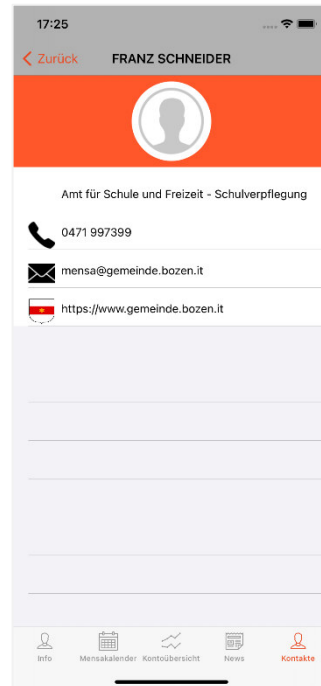 17:25
Zurück FRANZ SCHNEIDER
Amt für Schule und Freizeit - Schulverpflegung
0471 997399
mensa@gemeinde.bozen.it
https://www.gemeinde.bozen.it
Info Mensakalender Kontoübersicht News Kontakte